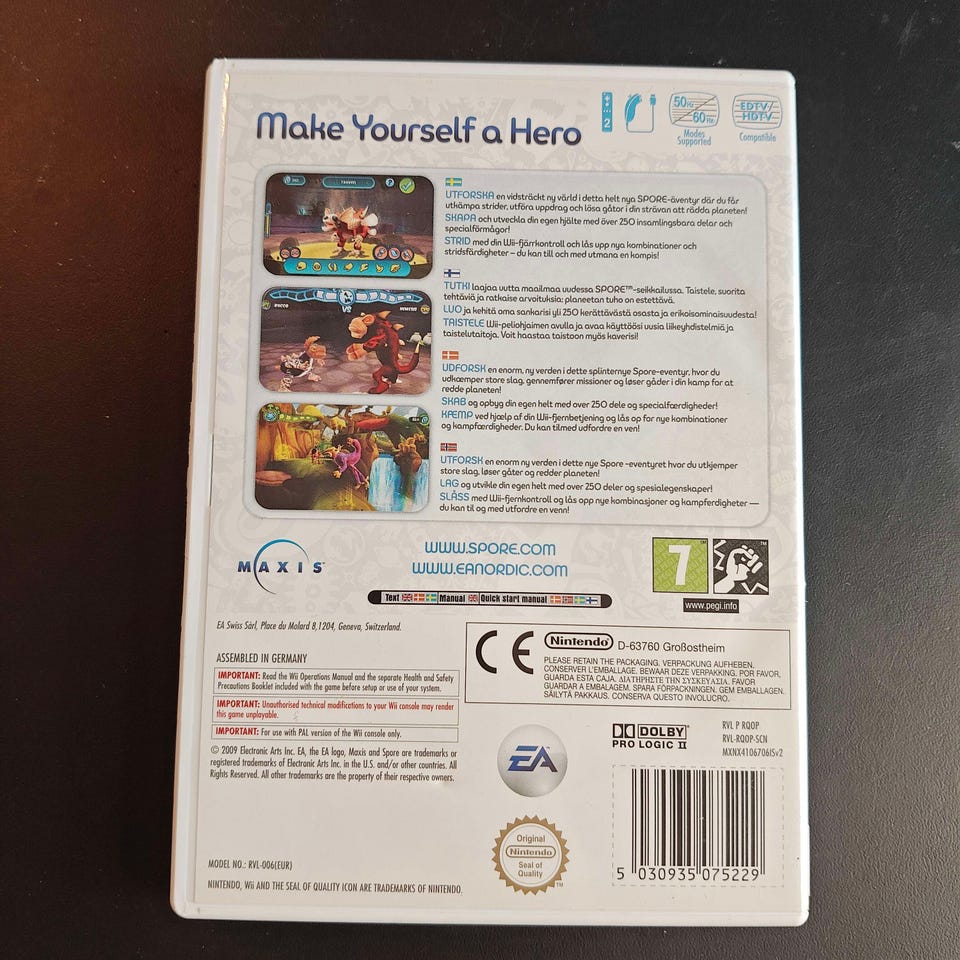 Make Yourself a Hero
2
50Hz
60Hz
Modes
Supported
EDTV/
HDTV
Compatible
UTFORSKA en vidsträckt ny värld i detta helt nya SPORE-äventyr där du får
utkämpa strider, utföra uppdrag och lösa gåtor i din strävan att rädda planeten!
SKAPA och utveckla din egen hjälte med över 250 insamlingsbara delar och
specialförmågor!
STRID med din Wii-fjärrkontroll och lås upp nya kombinationer och
stridsfärdigheter – du kan till och med utmana en kompis!
TUTKI laajaa uutta maailmaa uudessa SPORE™-seikkailussa. Taistele, suorita
tehtäviä ja ratkaise arvoituksia: planeetan tuho on estettävä.
LUO ja kehitä oma sankarisi yli 250 kerättävästä osasta ja erikoisominaisuudesta!
TAISTELE Wii-peliohjaimen avulla ja avaa käyttöösi uusia liikeyhdistelmiä ja
taistelutaitoja. Voit haastaa taistoon myös kaverisi!
UDFORSK en enorm, ny verden i dette splinternye Spore-eventyr, hvor du
udkæmper store slag, gennemfører missioner og løser gåder i din kamp for at
redde planeten!
SKAB og opbyg din egen helt med over 250 dele og specialfærdigheder!
KÆMP ved hjælp af din Wii-fjernbetjening og lås op for nye kombinationer
og kampfærdigheder. Du kan tilmed udfordre en ven!
UTFORSK en enorm ny verden i dette nye Spore -eventyret hvor du utkjemper
store slag, løser gåter og redder planeten!
LAG og utvikle din egen helt med over 250 deler og spesialegenskaper!
SLÅSS med Wii-fjernkontroll og lås opp nye kombinasjoner og kampferdigheter —
du kan til og med utfordre en venn!
VS
MAXIS
WWW.SPORE.COM
WWW.EANORDIC.COM
7
www.pegi.info
Text Manual Quick start manual
EA Swiss Sàrl, Place du Molard 8,1204, Geneva, Switzerland.
ASSEMBLED IN GERMANY
IMPORTANT: Read the Wii Operations Manual and the separate Health and Safety
Precautions Booklet included with the game before setup or use of your system.
IMPORTANT: Unauthorised technical modifications to your Wii console may render
this game unplayable.
IMPORTANT: For use with PAL version of the Wii console only.
© 2009 Electronic Arts Inc. EA, the EA logo, Maxis and Spore are trademarks or
registered trademarks of Electronic Arts Inc. in the U.S. and/or other countries. All
Rights Reserved. All other trademarks are the property of their respective owners.
CE
Nintendo D-63760 Großostheim
PLEASE RETAIN THE PACKAGING. VERPACKUNG AUFHEBEN.
CONSERVER L'EMBALLAGE. BEWAAR DEZE VERPAKKING. POR FAVOR,
GUARDA ESTA CAJA. ΔΙΑΤΗΡΗΣΤΕ ΤΗΝ ΣΥΣΚΕΥΑΣΙΑ. FAVOR
GUARDAR A EMBALAGEM. SPARA FÖRPACKNINGEN. GEM EMBALLAGEN.
SÄILYTÄ PAKKAUS. CONSERVA QUESTO INVOLUCRO.
EA
DOLBY
PRO LOGIC II
RVL P RQOP
RVL-RQOP-SCN
MXNX4106706ISv2
Original
Nintendo
Seal of
Quality
TM
5 030935 075229
MODEL NO.: RVL-006(EUR)
NINTENDO, Wii AND THE SEAL OF QUALITY ICON ARE TRADEMARKS OF NINTENDO.